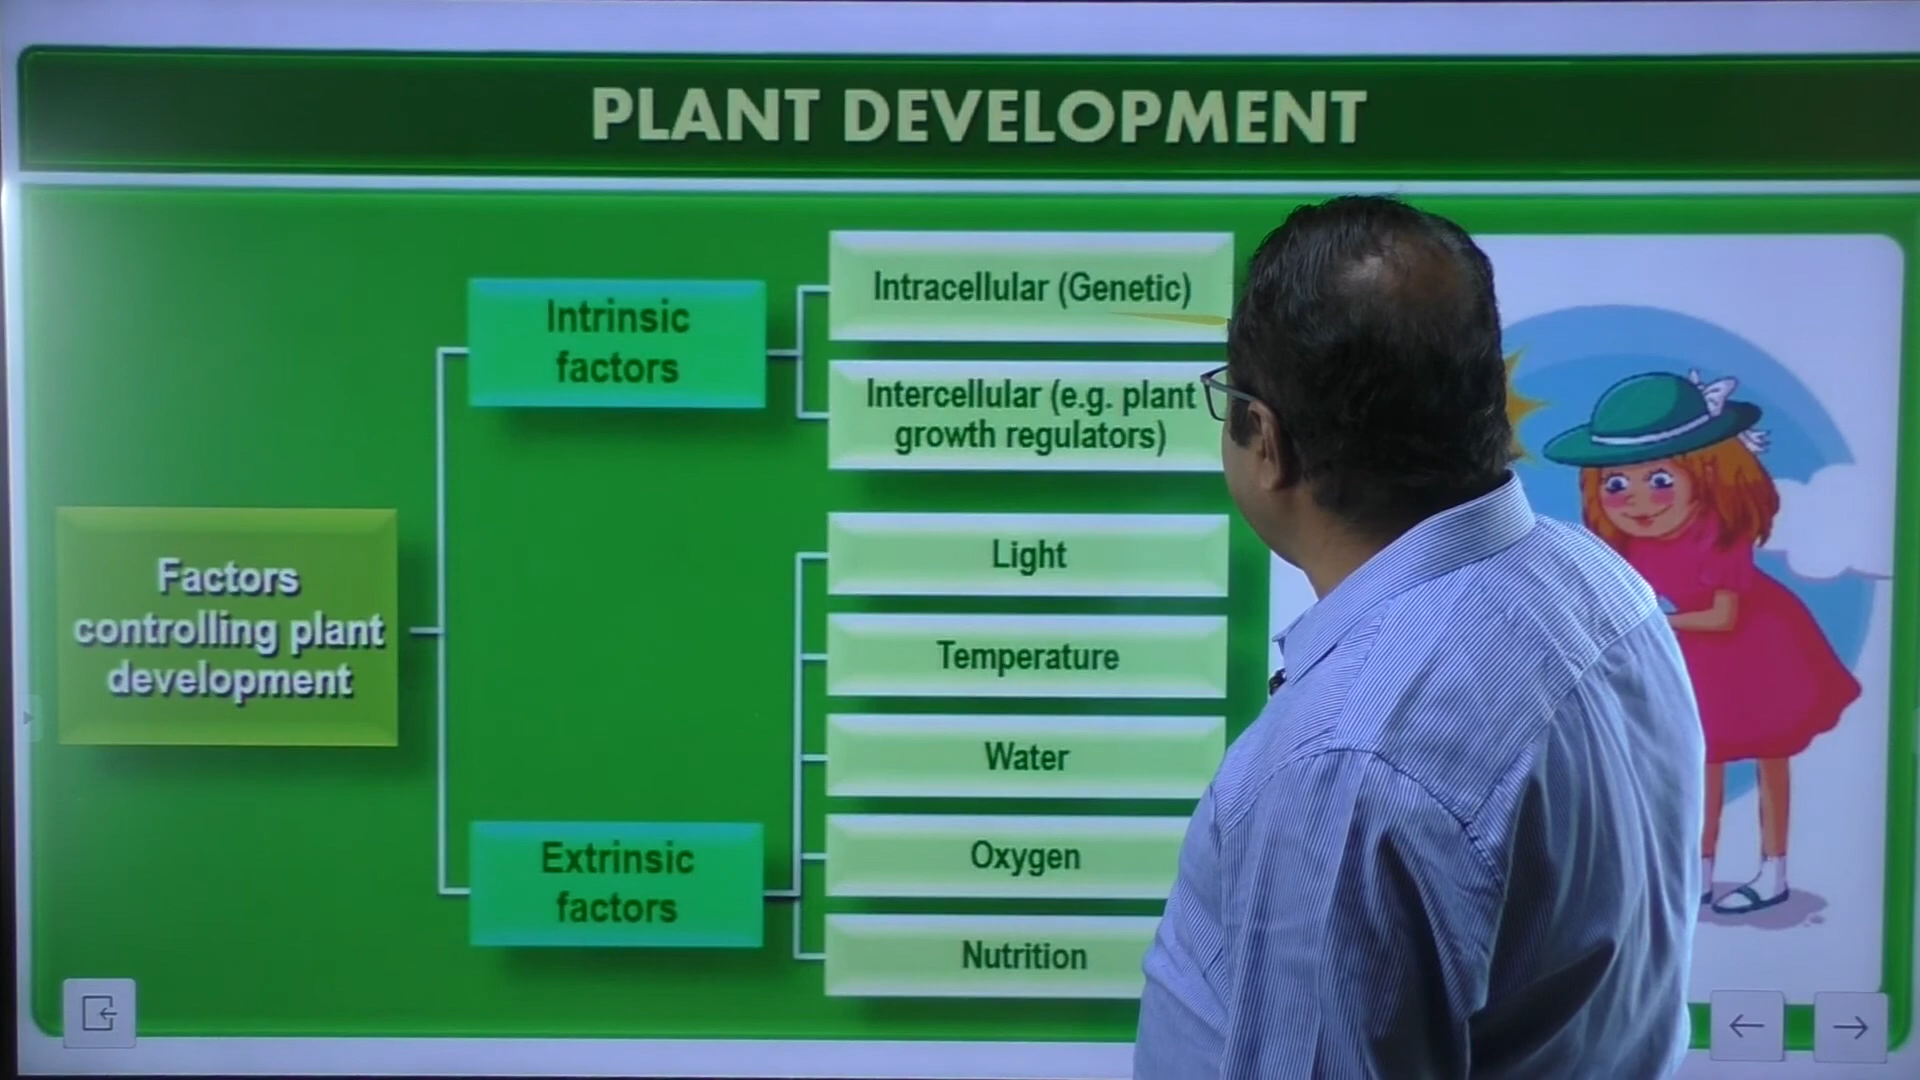 PLANT DEVELOPMENT
Intracellular (Genetic)
Intrinsic
factors
Intercellular (e.g. plant
growth regulators)
Light
Factors
controlling plant
development
Temperature
Water
Extrinsic
factors
Oxygen
Nutrition